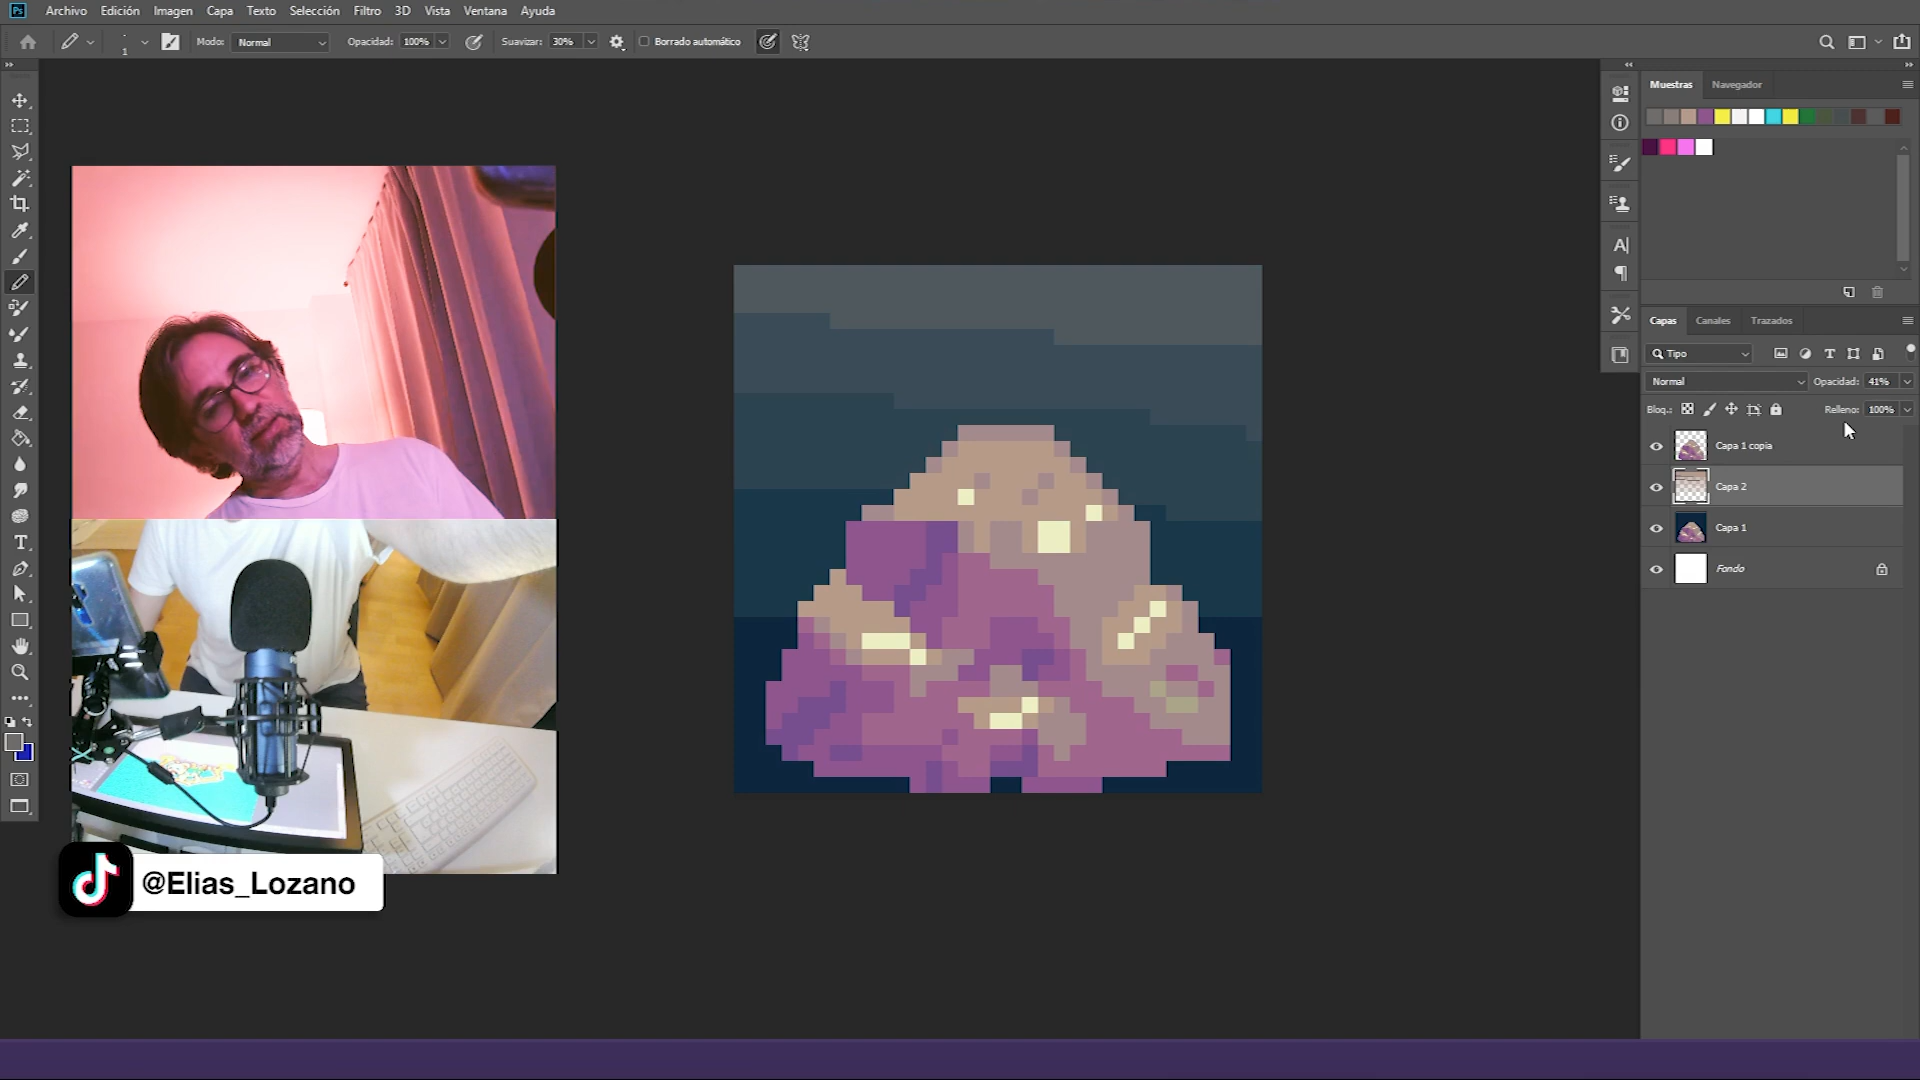 Ps Archivo Edición Imagen Capa Texto Selección Filtro 3D Vista Ventana Ayuda
1 Modo: Normal Opacidad: 100% Suavizar: 30% Borrado automático
Muestras Navegador
Capas Canales Trazados
Tipo
Normal Opacidad: 41%
Bloq.: Relleno: 100%
Capa 1 copia
Capa 2
Capa 1
Fondo
@Elias_Lozano